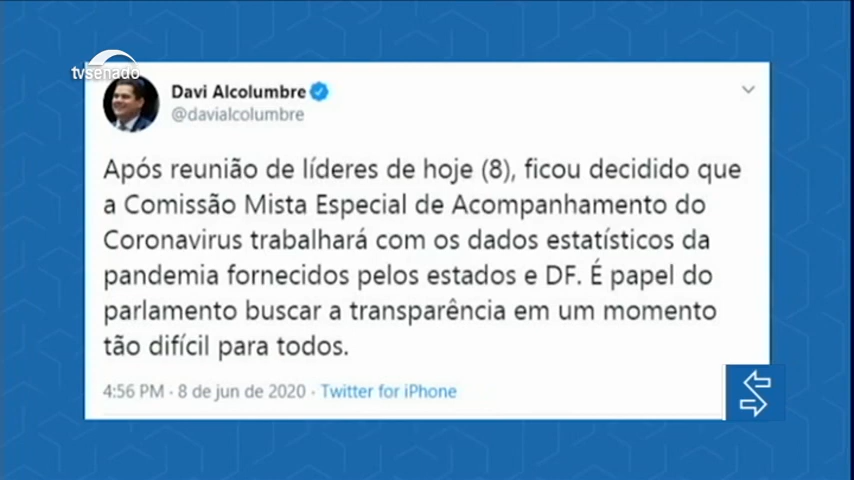 tvsenado
Davi Alcolumbre
@davialcolumbre
Após reunião de líderes de hoje (8), ficou decidido que
a Comissão Mista Especial de Acompanhamento do
Coronavirus trabalhará com os dados estatísticos da
pandemia fornecidos pelos estados e DF. É papel do
parlamento buscar a transparência em um momento
tão difícil para todos.
4:56 PM · 8 de jun de 2020 · Twitter for iPhone